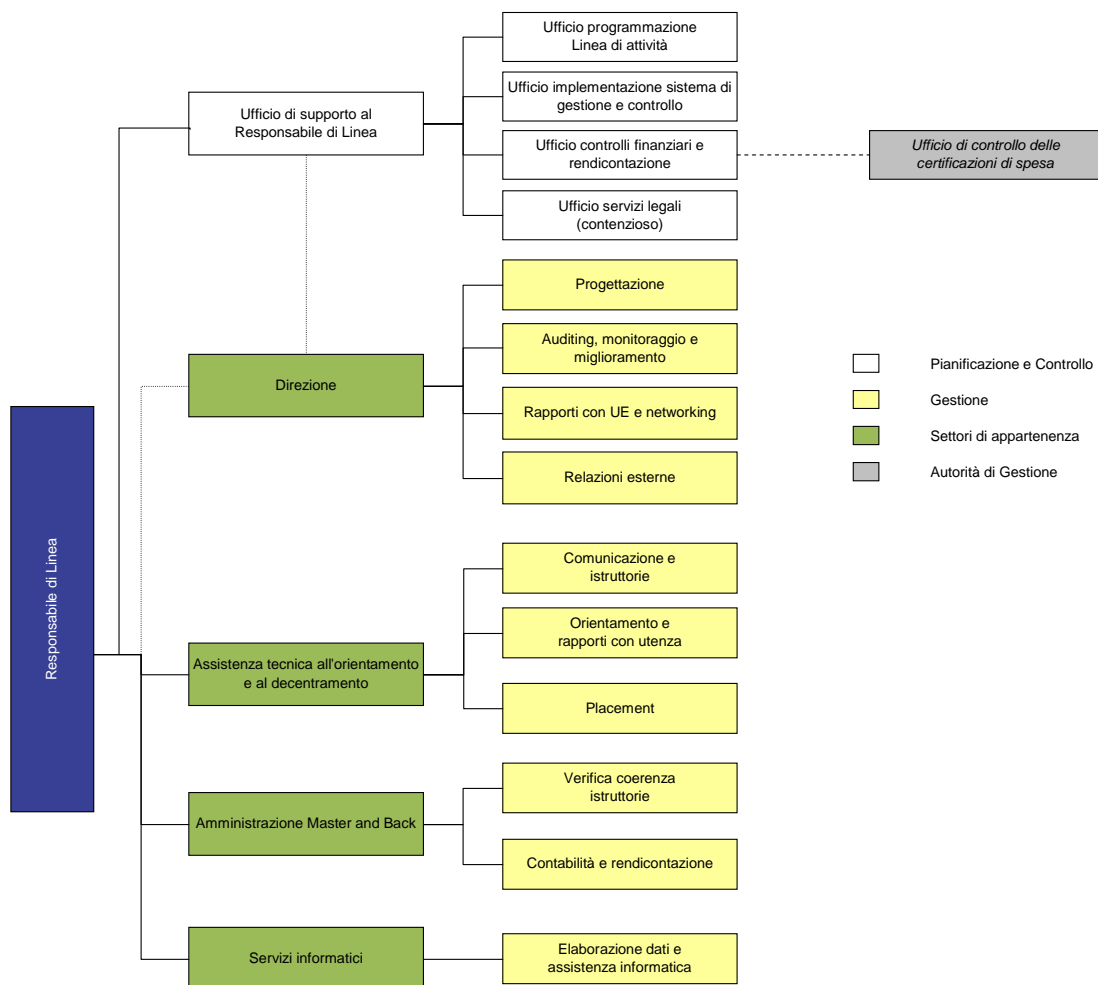 Responsabile di Linea
Ufficio di supporto al
Responsabile di Linea
Ufficio programmazione
Linea di attività
Ufficio implementazione sistema di
gestione e controllo
Ufficio controlli finanziari e
rendicontazione
Ufficio servizi legali
(contenzioso)
Ufficio di controllo delle
certificazioni di spesa
Direzione
Progettazione
Auditing, monitoraggio e
miglioramento
Rapporti con UE e networking
Relazioni esterne
Assistenza tecnica all'orientamento
e al decentramento
Comunicazione e
istruttorie
Orientamento e
rapporti con utenza
Placement
Amministrazione Master and Back
Verifica coerenza
istruttorie
Contabilità e rendicontazione
Servizi informatici
Elaborazione dati e
assistenza informatica
Pianificazione e Controllo
Gestione
Settori di appartenenza
Autorità di Gestione